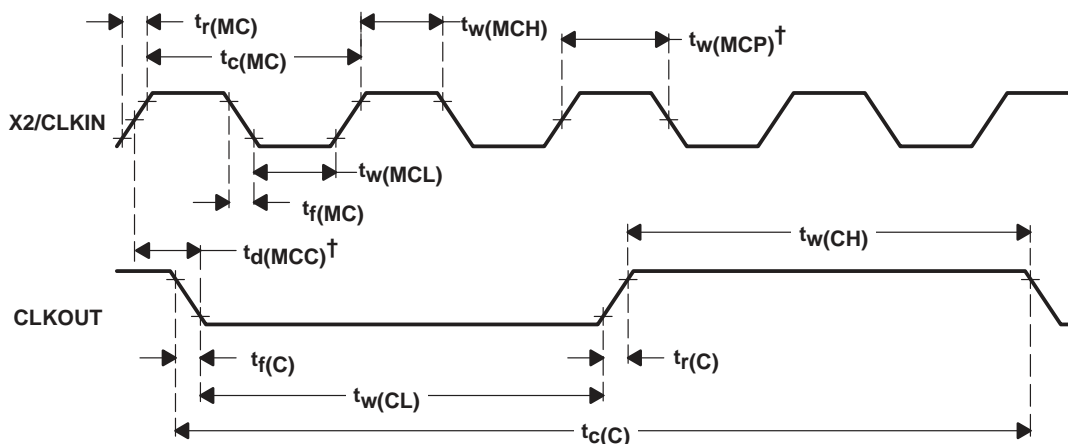 tr(MC)
tw(MCH)
tw(MCP)†
tc(MC)
X2/CLKIN
tw(MCL)
tf(MC)
tw(CH)
td(MCC)†
CLKOUT
tf(C)
tr(C)
tw(CL)
tc(C)